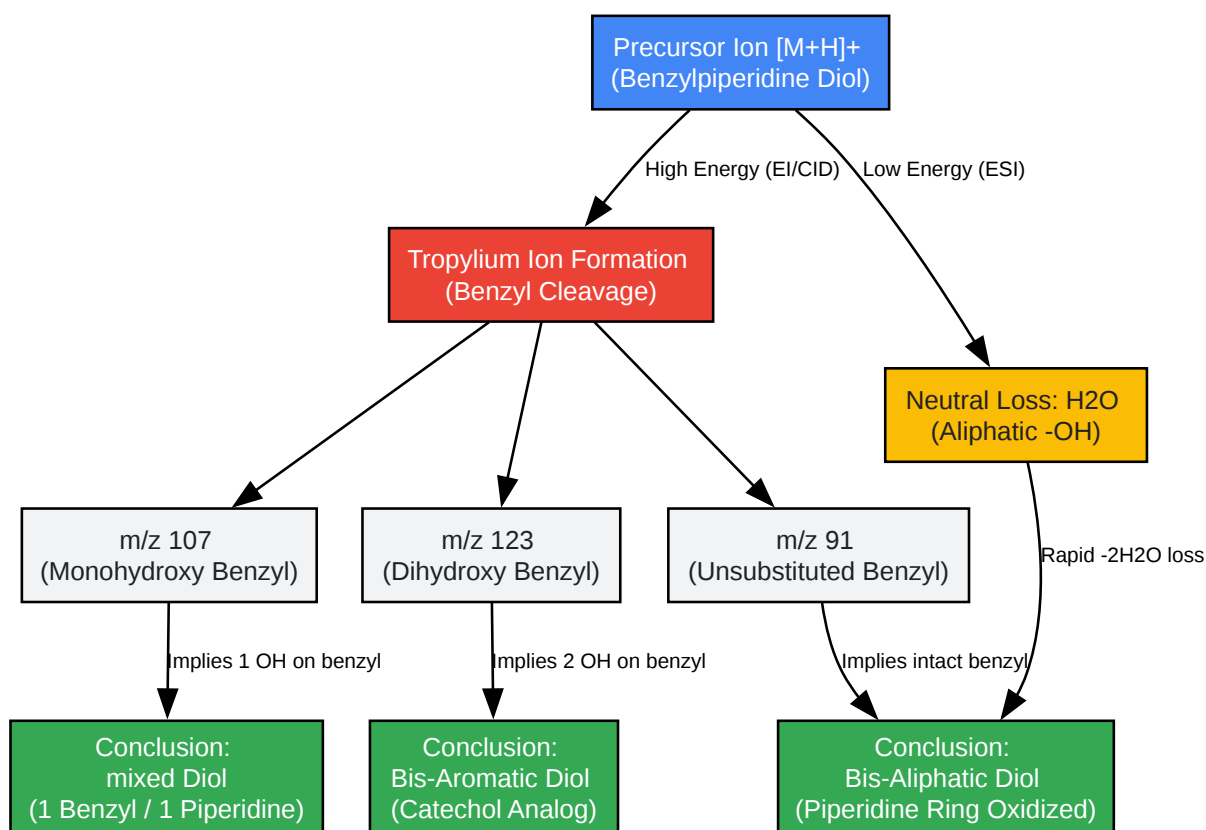 Precursor Ion [M+H]+
(Benzylpiperidine Diol)
High Energy (EI/CID)
Low Energy (ESI)
Tropylium Ion Formation
(Benzyl Cleavage)
Neutral Loss: H2O
(Aliphatic -OH)
m/z 107
(Monohydroxy Benzyl)
m/z 123
(Dihydroxy Benzyl)
m/z 91
(Unsubstituted Benzyl)
Rapid -2H2O loss
Implies 1 OH on benzyl
Implies 2 OH on benzyl
Implies intact benzyl
Conclusion:
mixed Diol
(1 Benzyl / 1 Piperidine)
Conclusion:
Bis-Aromatic Diol
(Catechol Analog)
Conclusion:
Bis-Aliphatic Diol
(Piperidine Ring Oxidized)